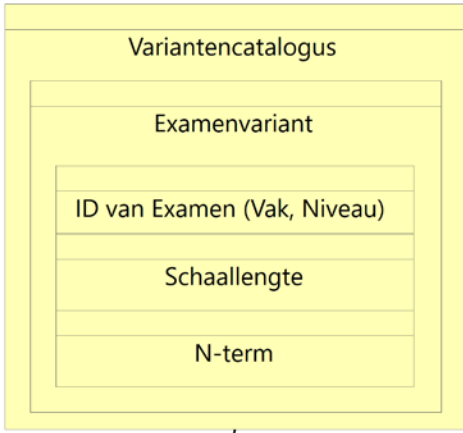 Variantencatalogus
Examenvariant
ID van Examen (Vak, Niveau)
Schaallengte
N-term